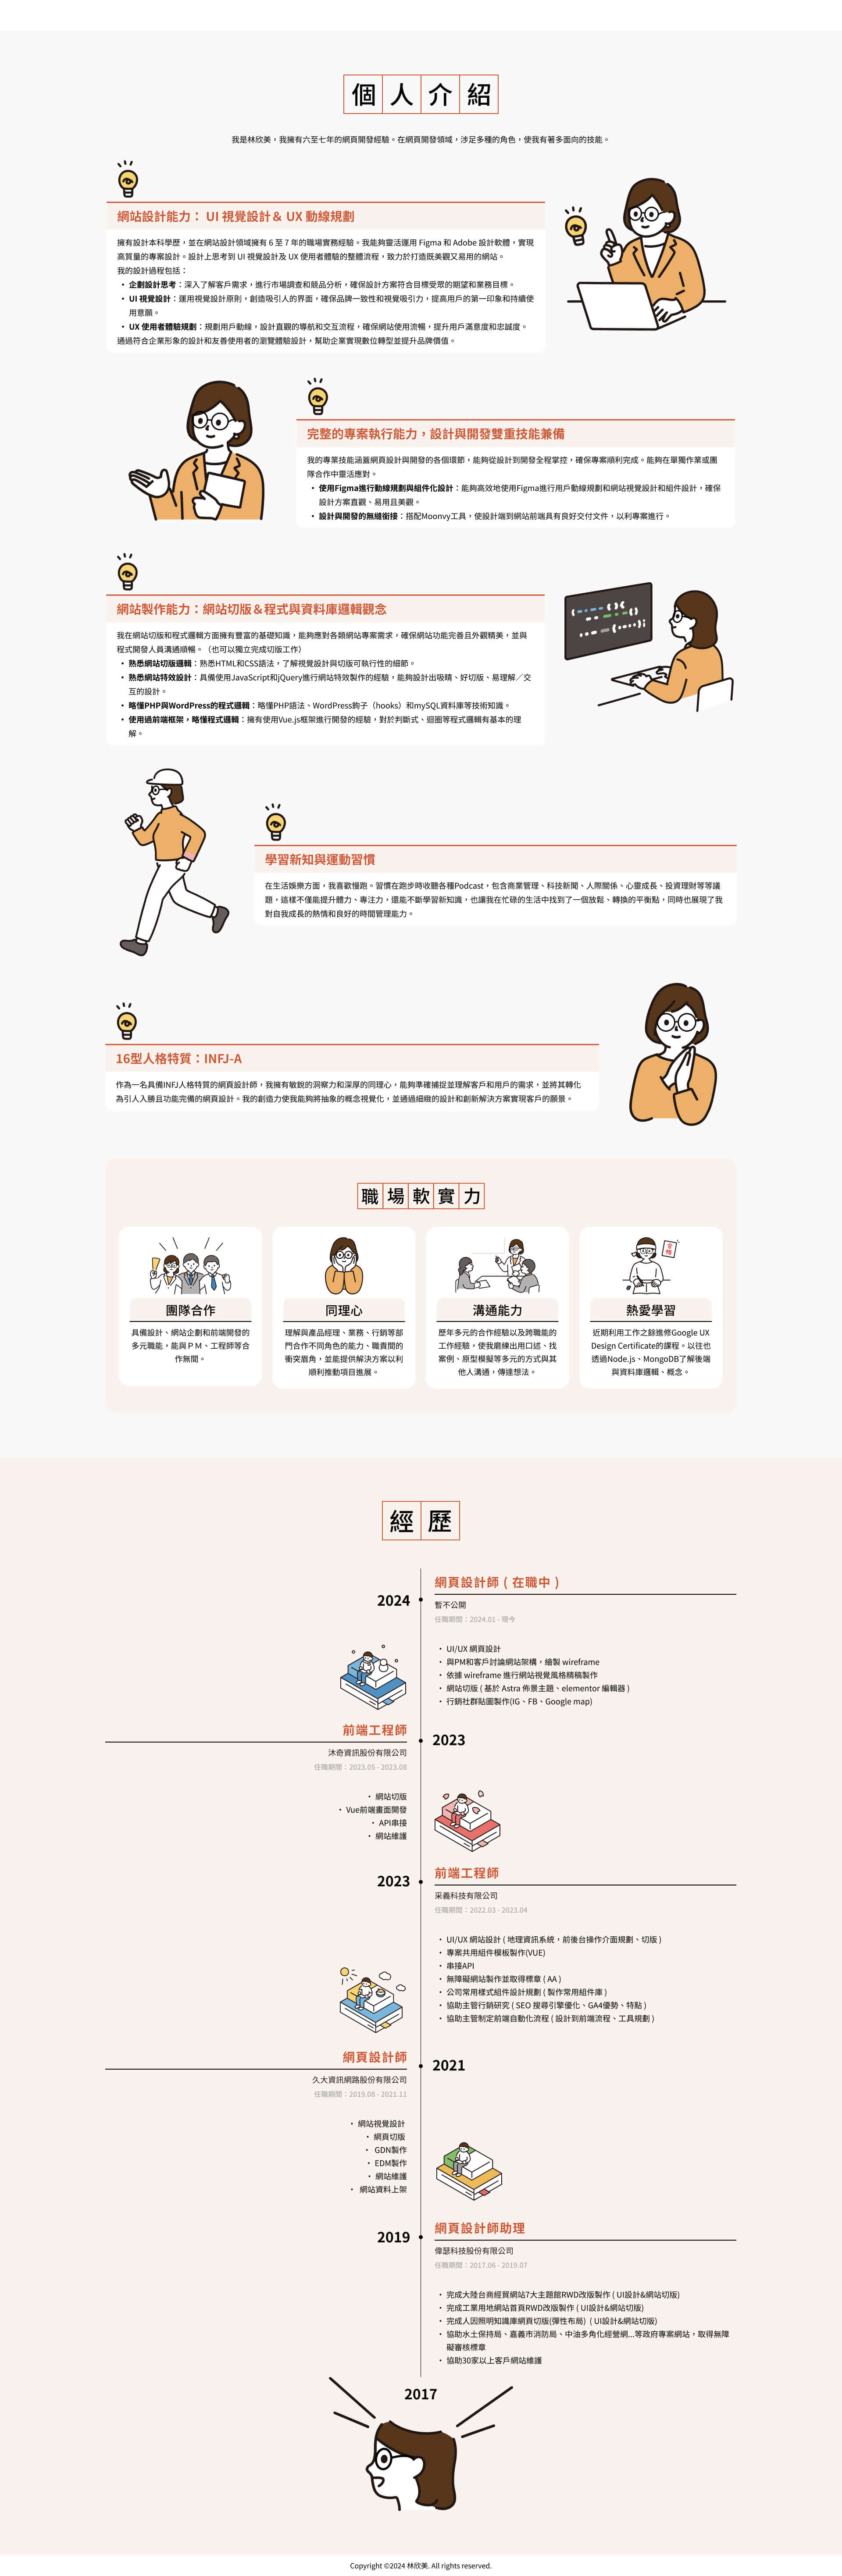 個人介紹
我是林欣美，我擁有六至七年的網頁開發經驗。在網頁開發領域，涉足多種的角色，使我有著多面向的技能。
網站設計能力： UI 視覺設計＆ UX 動線規劃
擁有設計本科學歷，並在網站設計領域擁有 6 至 7 年的職場實務經驗。我能夠靈活運用 Figma 和 Adobe 設計軟體，實現
高質量的專案設計。設計上思考到 UI 視覺設計及 UX 使用者體驗的整體流程，致力於打造既美觀又易用的網站。
我的設計過程包括：
• 企劃設計思考：深入了解客戶需求，進行市場調查和競品分析，確保設計方案符合目標受眾的期望和業務目標。
• UI 視覺設計：運用視覺設計原則，創造吸引人的界面，確保品牌一致性和視覺吸引力，提高用戶的第一印象和持續使
用意願。
• UX 使用者體驗規劃：規劃用戶動線，設計直觀的導航和交互流程，確保網站使用流暢，提升用戶滿意度和忠誠度。
通過符合企業形象的設計和友善使用者的瀏覽體驗設計，幫助企業實現數位轉型並提升品牌價值。
完整的專案執行能力，設計與開發雙重技能兼備
我的專業技能涵蓋網頁設計與開發的各個環節，能夠從設計到開發全程掌控，確保專案順利完成。能夠在單獨作業或團
隊合作中靈活應對。
• 使用Figma進行動線規劃與組件化設計：能夠高效地使用Figma進行用戶動線規劃和網站視覺設計和組件設計，確保
設計方案直觀、易用且美觀。
• 設計與開發的無縫銜接：搭配Moonvy工具，使設計端到網站前端具有良好交付文件，以利專案進行。
網站製作能力：網站切版＆程式與資料庫邏輯觀念
我在網站切版和程式邏輯方面擁有豐富的基礎知識，能夠應對各類網站專案需求，確保網站功能完善且外觀精美，並與
程式開發人員溝通順暢。（也可以獨立完成切版工作）
• 熟悉網站切版邏輯：熟悉HTML和CSS語法，了解視覺設計與切版可執行性的細節。
• 熟悉網站特效設計：具備使用JavaScript和jQuery進行網站特效製作的經驗，能夠設計出吸睛、好切版、易理解／交
互的設計。
• 略懂PHP與WordPress的程式邏輯：略懂PHP語法、WordPress鉤子（hooks）和mySQL資料庫等技術知識。
• 使用過前端框架，略懂程式邏輯：擁有使用Vue.js框架進行開發的經驗，對於判斷式、迴圈等程式邏輯有基本的理
解。
學習新知與運動習慣
在生活娛樂方面，我喜歡慢跑。習慣在跑步時收聽各種Podcast，包含商業管理、科技新聞、人際關係、心靈成長、投資理財等等議
題，這樣不僅能提升體力、專注力，還能不斷學習新知識，也讓我在忙碌的生活中找到了一個放鬆、轉換的平衡點，同時也展現了我
對自我成長的熱情和良好的時間管理能力。
16型人格特質：INFJ-A
作為一名具備INFJ人格特質的網頁設計師，我擁有敏銳的洞察力和深厚的同理心，能夠準確捕捉並理解客戶和用戶的需求，並將其轉化
為引人入勝且功能完備的網頁設計。我的創造力使我能夠將抽象的概念視覺化，並通過細緻的設計和創新解決方案實現客戶的願景。
職場軟實力
團隊合作
具備設計、網站企劃和前端開發的
多元職能，能與ＰＭ、工程師等合
作無間。
同理心
理解與產品經理、業務、行銷等部
門合作不同角色的能力、職責間的
衝突眉角，並能提供解決方案以利
順利推動項目進展。
溝通能力
歷年多元的合作經驗以及跨職能的
工作經驗，使我磨練出用口述、找
案例、原型模擬等多元的方式與其
他人溝通，傳達想法。
合格
熱愛學習
近期利用工作之餘進修Google UX
Design Certificate的課程。以往也
透過Node.js、MongoDB了解後端
與資料庫邏輯、概念。
經歷
2024
網頁設計師 ( 在職中 )
暫不公開
任職期間：2024.01 - 現今
• UI/UX 網頁設計
• 與PM和客戶討論網站架構，繪製 wireframe
• 依據 wireframe 進行網站視覺風格精稿製作
• 網站切版 ( 基於 Astra 佈景主題、elementor 編輯器 )
• 行銷社群貼圖製作(IG、FB、Google map)
前端工程師
2023
沐奇資訊股份有限公司
任職期間：2023.05 - 2023.08
• 網站切版
• Vue前端畫面開發
• API串接
• 網站維護
2023
前端工程師
采義科技有限公司
任職期間：2022.03 - 2023.04
• UI/UX 網站設計 ( 地理資訊系統，前後台操作介面規劃、切版 )
• 專案共用組件模板製作(VUE)
• 串接API
• 無障礙網站製作並取得標章 ( AA )
• 公司常用樣式組件設計規劃 ( 製作常用組件庫 )
• 協助主管行銷研究 ( SEO 搜尋引擎優化、GA4優勢、特點 )
• 協助主管制定前端自動化流程 ( 設計到前端流程、工具規劃 )
網頁設計師
2021
久大資訊網路股份有限公司
任職期間：2019.08 - 2021.11
• 網站視覺設計
• 網頁切版
• GDN製作
• EDM製作
• 網站維護
• 網站資料上架
2019
網頁設計師助理
偉瑟科技股份有限公司
任職期間：2017.06 - 2019.07
• 完成大陸台商經貿網站7大主題館RWD改版製作 ( UI設計&網站切版)
• 完成工業用地網站首頁RWD改版製作 ( UI設計&網站切版)
• 完成人因照明知識庫網頁切版(彈性布局) ( UI設計&網站切版)
• 協助水土保持局、嘉義市消防局、中油多角化經營網...等政府專案網站，取得無障
礙審核標章
• 協助30家以上客戶網站維護
2017
Copyright ©2024 林欣美. All rights reserved.